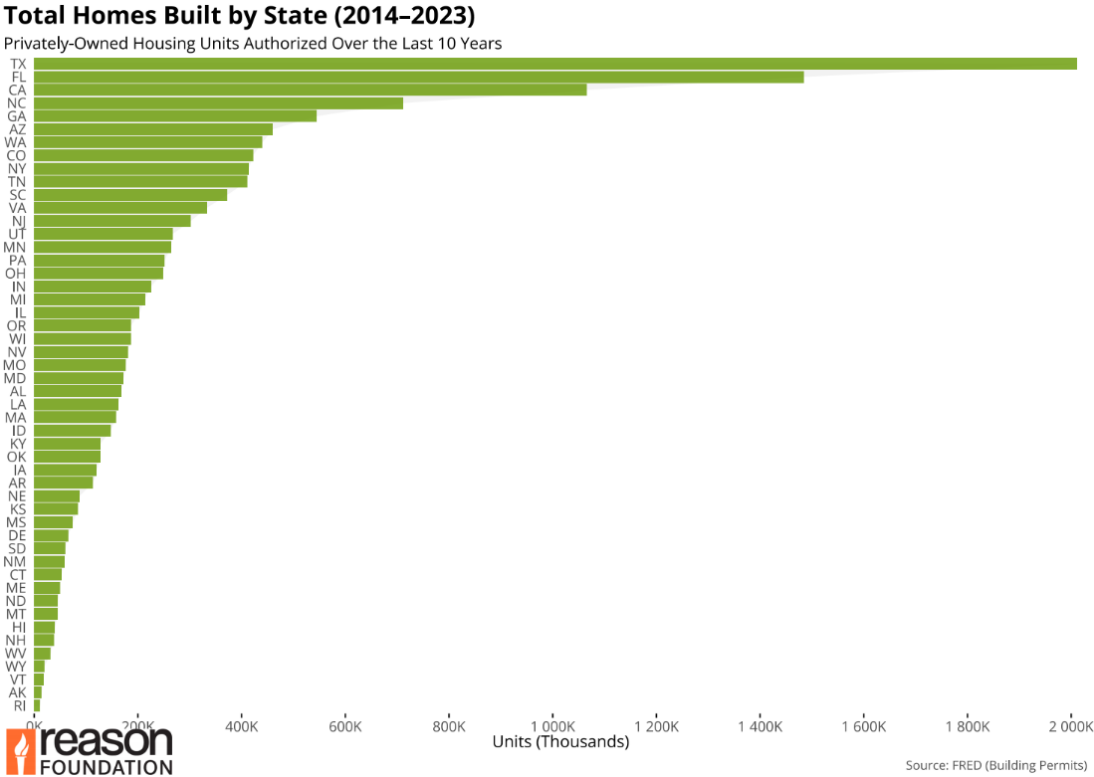 Total Homes Built by State (2014–2023)
Privately-Owned Housing Units Authorized Over the Last 10 Years
TX
FL
CA
NC
GA
AZ
WA
CO
NY
TN
SC
VA
NJ
UT
MN
PA
OH
IN
MI
IL
OR
WI
NV
MO
MD
AL
LA
MA
ID
KY
OK
IA
AR
NE
KS
MS
DE
SD
NM
CT
ME
ND
MT
HI
NH
WV
WY
VT
AK
RI
0K 200K 400K 600K 800K 1 000K 1 200K 1 400K 1 600K 1 800K 2 000K
Units (Thousands)
reason
FOUNDATION
Source: FRED (Building Permits)